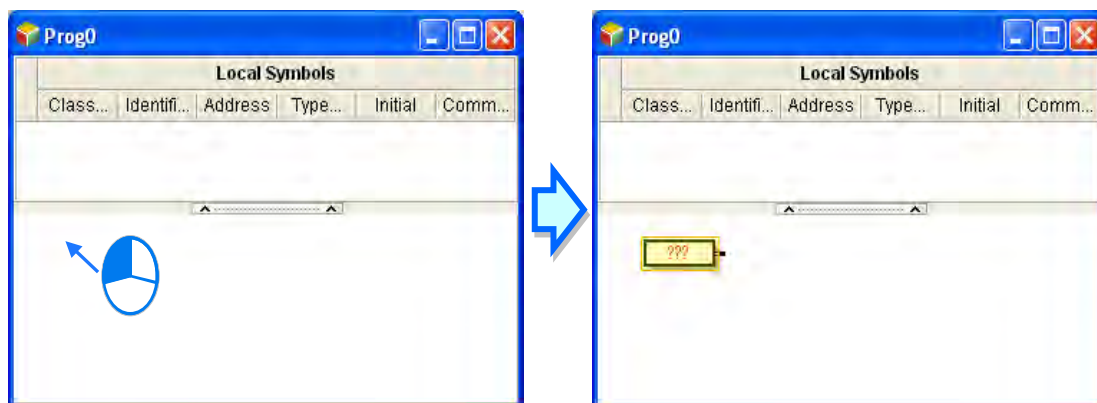 Prog0
Local Symbols
Class... Identifi... Address Type... Initial Comm...
Prog0
Local Symbols
Class... Identifi... Address Type... Initial Comm...
???